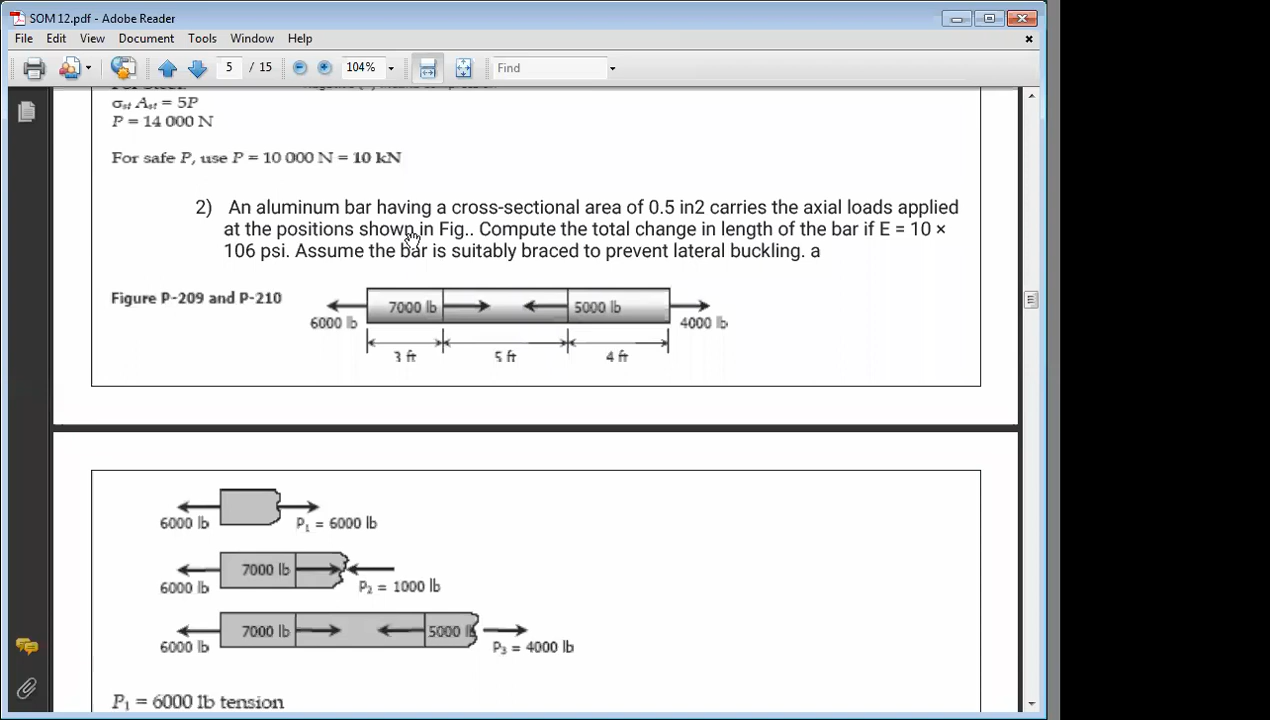 SOM 12.pdf - Adobe Reader
File Edit View Document Tools Window Help
5 / 15 104% Find
σst Ast = 5P
P = 14 000 N
For safe P, use P = 10 000 N = 10 kN
2) An aluminum bar having a cross-sectional area of 0.5 in2 carries the axial loads applied
at the positions shown in Fig.. Compute the total change in length of the bar if E = 10 ×
106 psi. Assume the bar is suitably braced to prevent lateral buckling. a
Figure P-209 and P-210
7000 lb 5000 lb
6000 lb 4000 lb
3 ft 5 ft 4 ft
6000 lb P1 = 6000 lb
7000 lb
6000 lb P2 = 1000 lb
7000 lb 5000 lb
6000 lb P3 = 4000 lb
P1 = 6000 lb tension